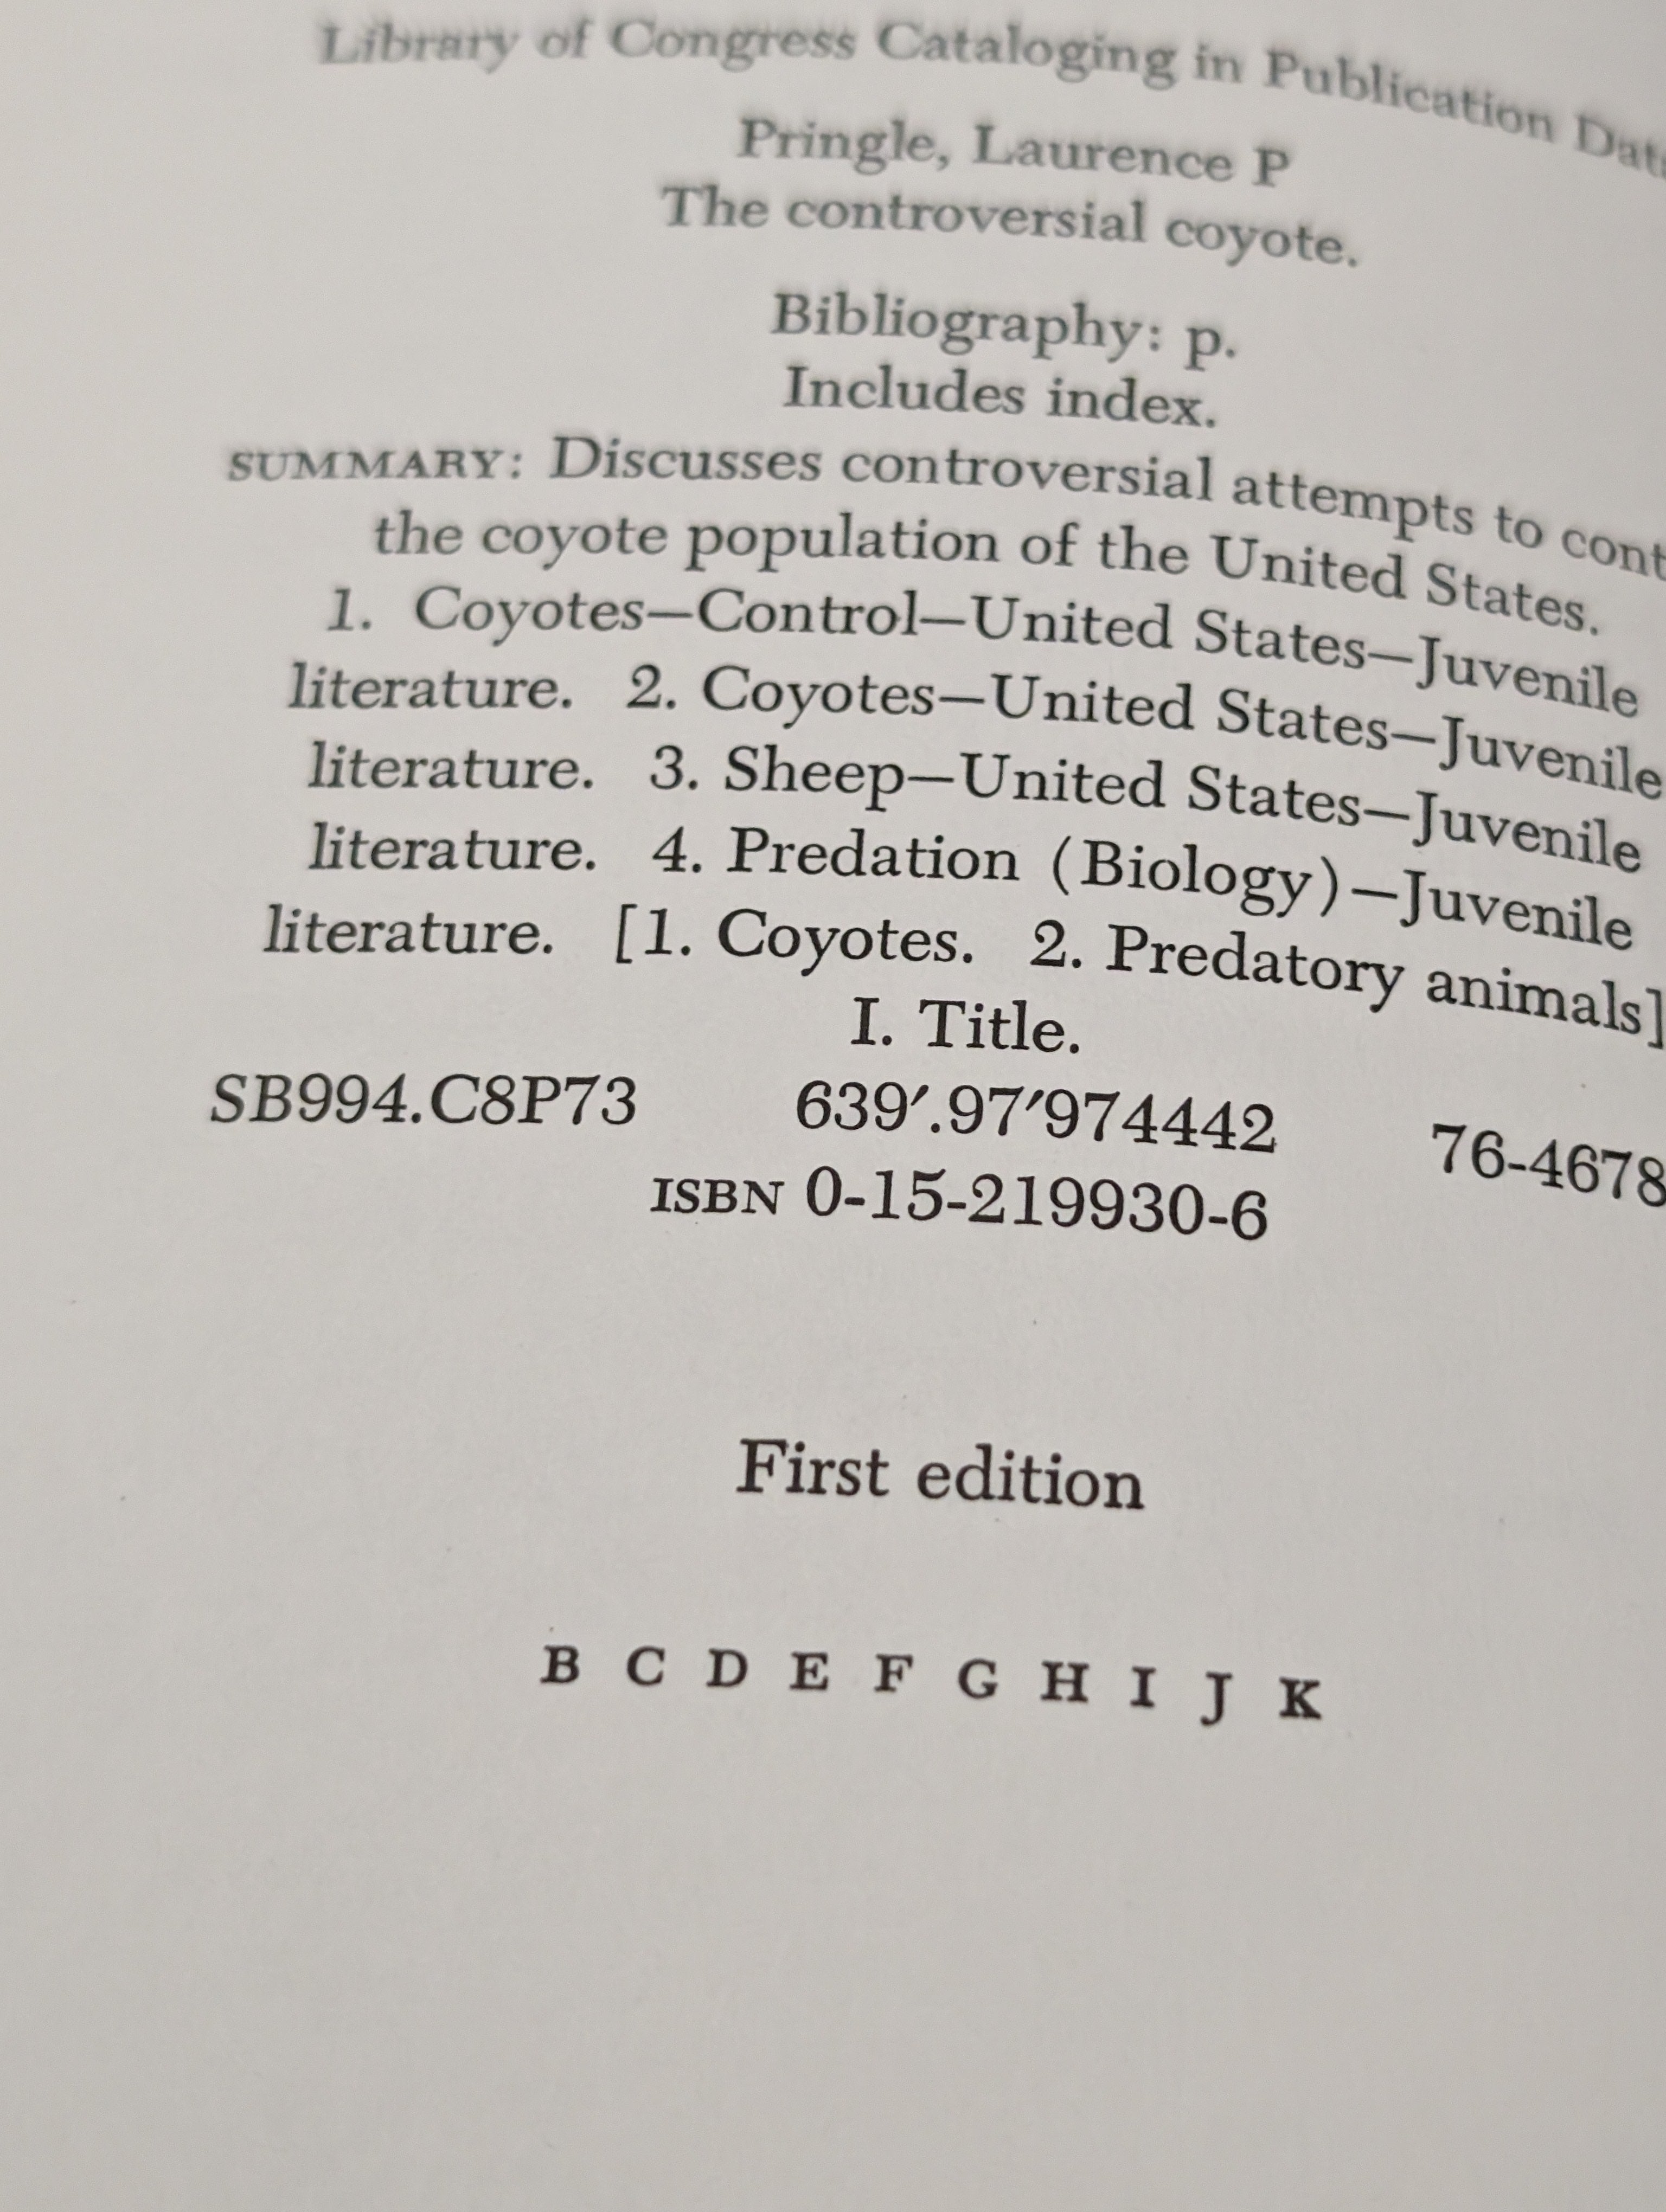 Library of Congress Cataloging in Publication
Pringle, Laurence P
The controversial coyote.
Bibliography: p.
Includes index.
SUMMARY: Discusses controversial attempts to
the coyote population of the United States.
1. Coyotes—Control—United States—Juvenile
literature. 2. Coyotes—United States—Juvenile
literature. 3. Sheep—United States—Juvenile
literature. 4. Predation (Biology)—Juvenile
literature. [1. Coyotes. 2. Predatory animals]
I. Title.
SB994.C8P73 639′.97′974442 76-4678
ISBN 0-15-219930-6
First edition
B C D E F G H I J K